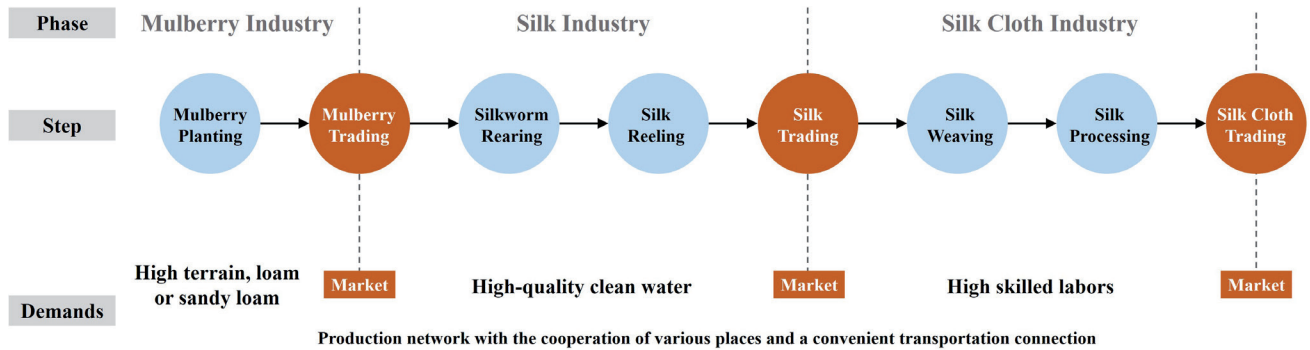 Phase
Mulberry Industry
Silk Industry
Silk Cloth Industry
Step
Mulberry
Planting
Mulberry
Trading
Silkworm
Rearing
Silk
Reeling
Silk
Trading
Silk
Weaving
Silk
Processing
Silk Cloth
Trading
Demands
High terrain, loam
or sandy loam
Market
High-quality clean water
Market
High skilled labors
Market
Production network with the cooperation of various places and a convenient transportation connection